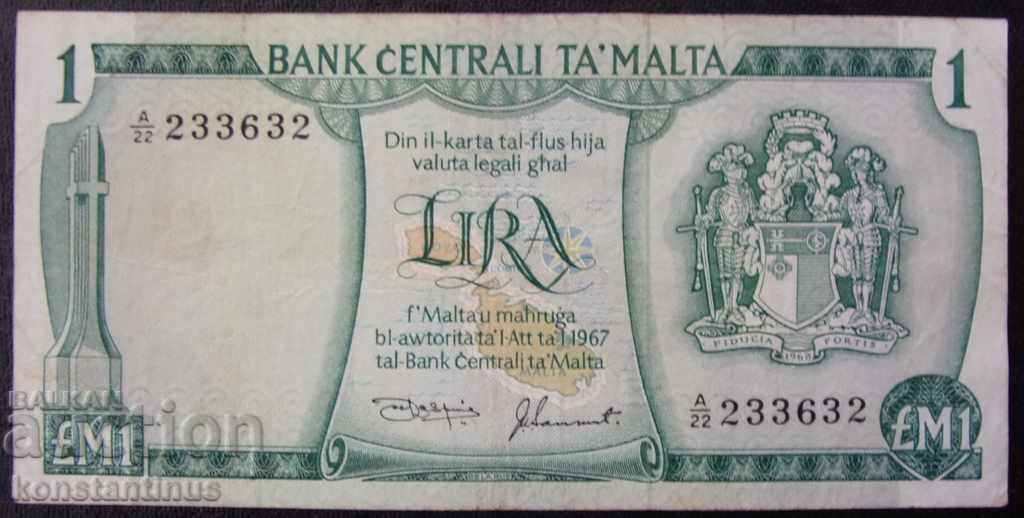 1
BANK ĊENTRALI TA' MALTA
1
A/22 233632
Din il-karta tal-flus hija
valuta legali għal
LIRA
f'Malta u maħruġa
bl-awtorità ta' l-Att ta' l-1967
tal-Bank Ċentrali ta' Malta
FIDUCIA FORTIS
1968
MALTA
A/22 233632
£M1
£M1
BALKAN
auction
konstantinus